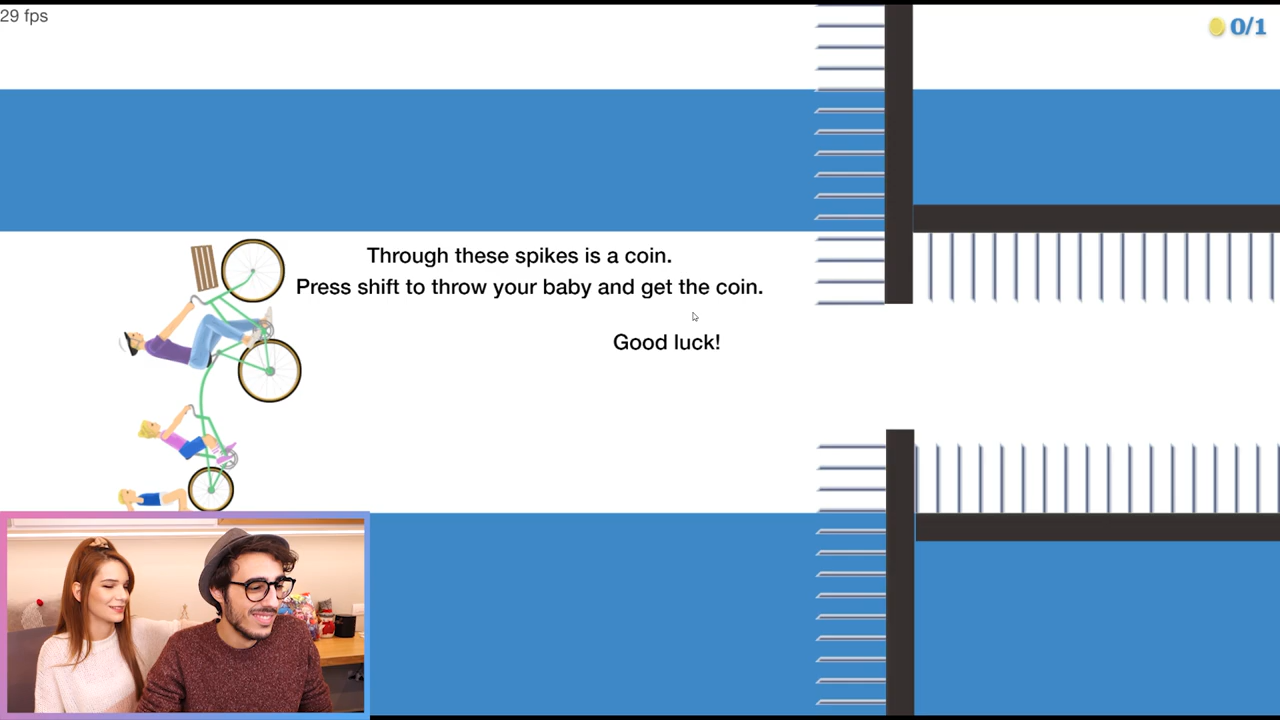 29 fps
0/1
Through these spikes is a coin.
Press shift to throw your baby and get the coin.
Good luck!